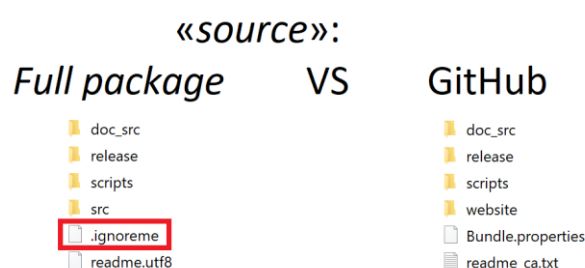 «source»:
Full package VS GitHub
doc_src doc_src
release release
scripts scripts
src website
.ignoreme Bundle.properties
readme.utf8 readme_ca.txt